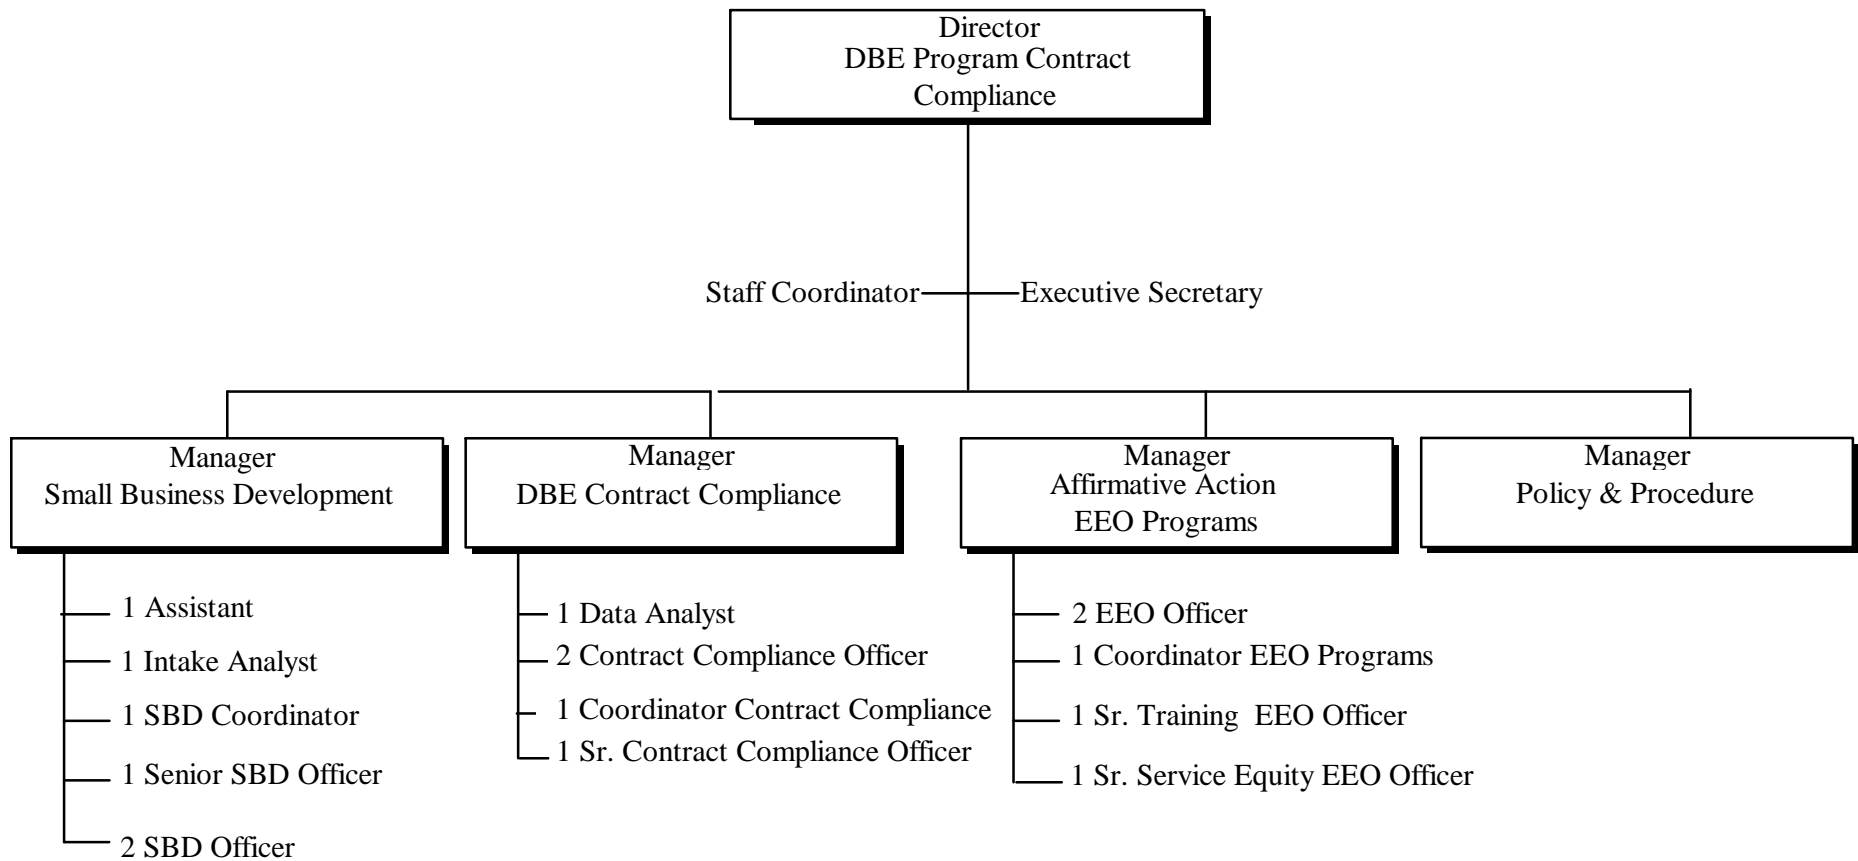 Director
DBE Program Contract
Compliance
Staff Coordinator
Executive Secretary
Manager
Small Business Development
1 Assistant
1 Intake Analyst
1 SBD Coordinator
1 Senior SBD Officer
2 SBD Officer
Manager
DBE Contract Compliance
1 Data Analyst
2 Contract Compliance Officer
1 Coordinator Contract Compliance
1 Sr. Contract Compliance Officer
Manager
Affirmative Action
EEO Programs
2 EEO Officer
1 Coordinator EEO Programs
1 Sr. Training  EEO Officer
1 Sr. Service Equity EEO Officer
Manager
Policy & Procedure